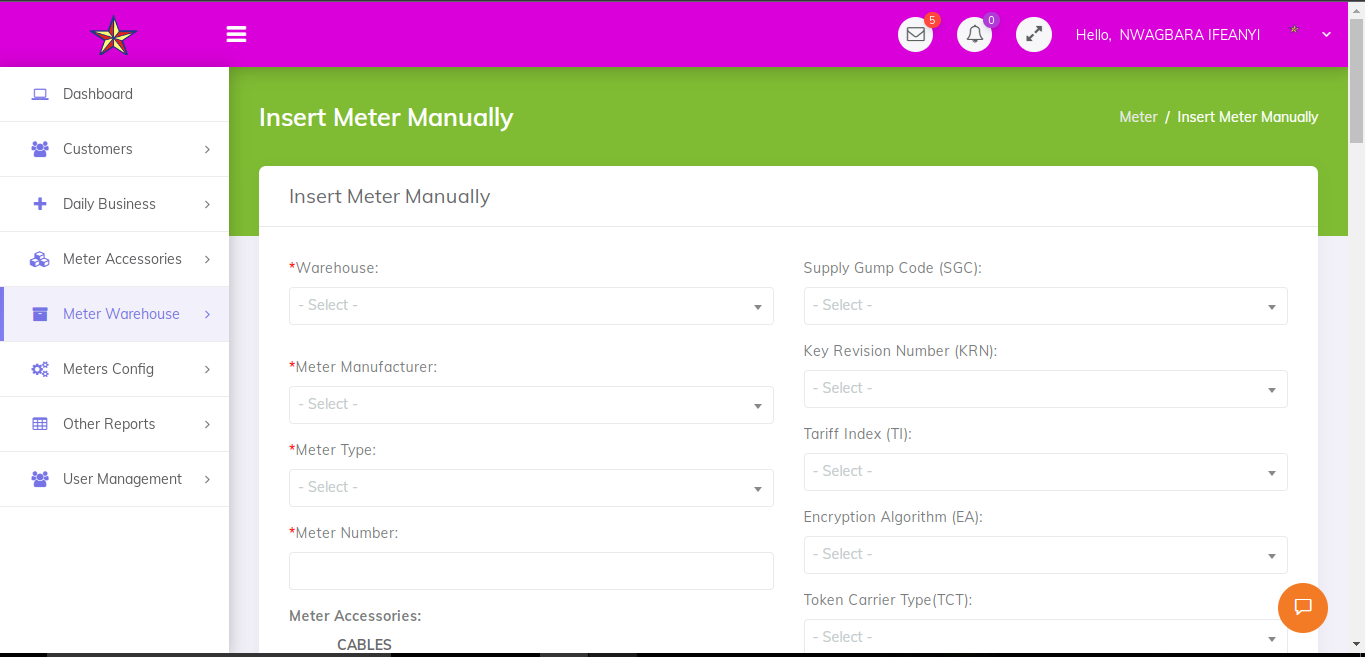 5
0
Hello, NWAGBARA IFEANYI
Dashboard
Customers
Daily Business
Meter Accessories
Meter Warehouse
Meters Config
Other Reports
User Management
Insert Meter Manually
Meter / Insert Meter Manually
Insert Meter Manually
*Warehouse:
- Select -
*Meter Manufacturer:
- Select -
*Meter Type:
- Select -
*Meter Number:
Meter Accessories:
CABLES
Supply Gump Code (SGC):
- Select -
Key Revision Number (KRN):
- Select -
Tariff Index (TI):
- Select -
Encryption Algorithm (EA):
- Select -
Token Carrier Type(TCT):
- Select -